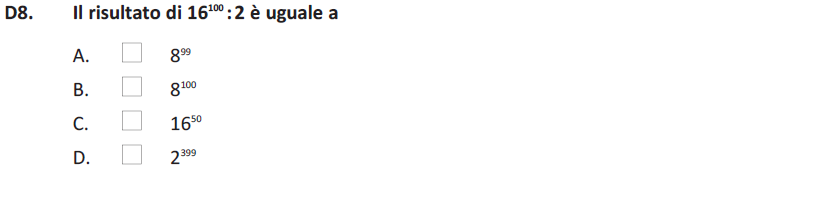 D8. Il risultato di 16¹⁰⁰ : 2 è uguale a
A. 8⁹⁹
B. 8¹⁰⁰
C. 16⁵⁰
D. 2³⁹⁹